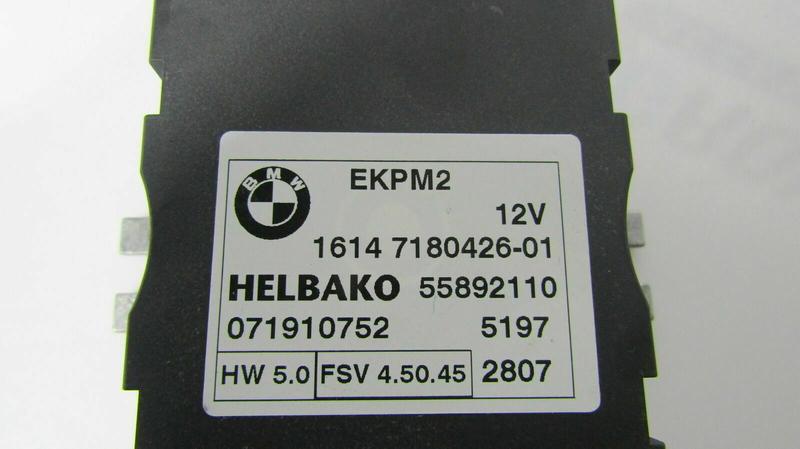 BMW
EKPM2
12V
1614 7180426-01
HELBAKO 55892110
071910752 5197
HW 5.0 FSV 4.50.45 2807